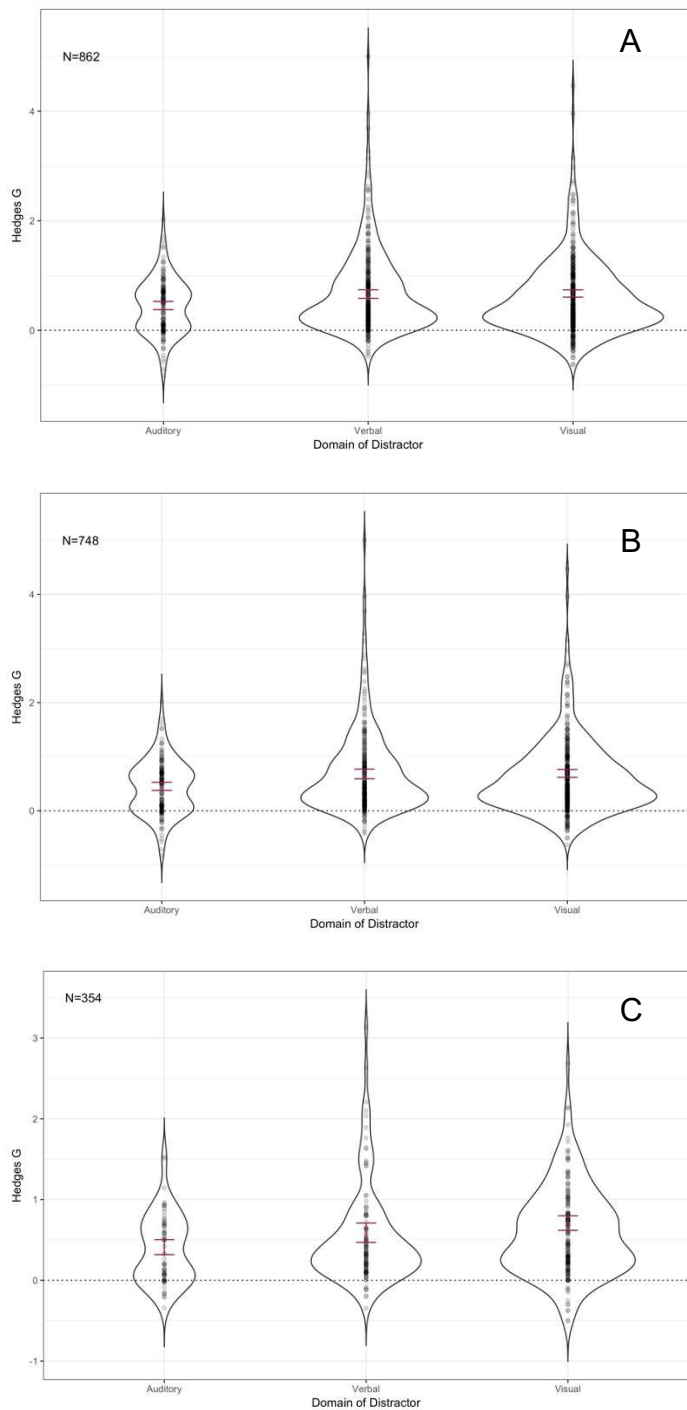 A
N=862
4
2
0
Hedges G
Auditory Verbal Visual
Domain of Distractor
B
N=748
4
2
0
Hedges G
Auditory Verbal Visual
Domain of Distractor
C
N=354
3
2
1
0
-1
Hedges G
Auditory Verbal Visual
Domain of Distractor